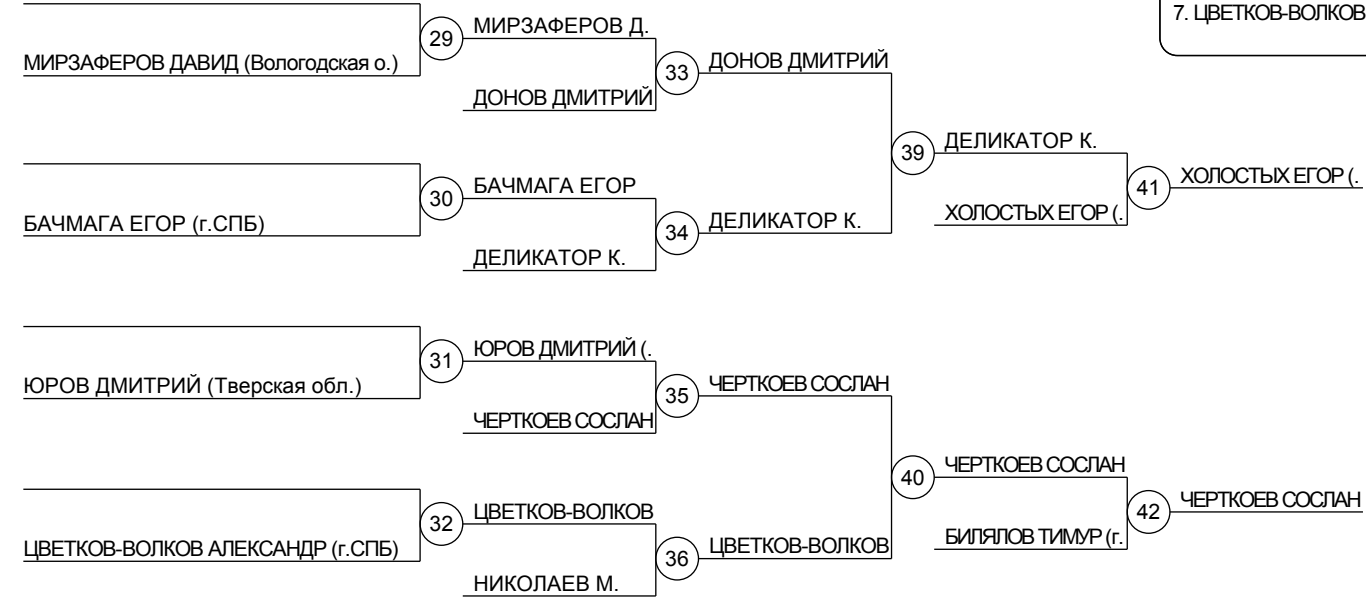 7. ЦВЕТКОВ-ВОЛКОВ
29
МИРЗАФЕРОВ Д.
МИРЗАФЕРОВ ДАВИД (Вологодская о.)
33
ДОНОВ ДМИТРИЙ
ДОНОВ ДМИТРИЙ
39
ДЕЛИКАТОР К.
30
БАЧМАГА ЕГОР
41
ХОЛОСТЫХ ЕГОР (.
БАЧМАГА ЕГОР (г.СПБ)
34
ДЕЛИКАТОР К.
ХОЛОСТЫХ ЕГОР (.
ДЕЛИКАТОР К.
31
ЮРОВ ДМИТРИЙ (.
ЮРОВ ДМИТРИЙ (Тверская обл.)
35
ЧЕРТКОЕВ СОСЛАН
ЧЕРТКОЕВ СОСЛАН
40
ЧЕРТКОЕВ СОСЛАН
32
ЦВЕТКОВ-ВОЛКОВ
42
ЧЕРТКОЕВ СОСЛАН
ЦВЕТКОВ-ВОЛКОВ АЛЕКСАНДР (г.СПБ)
36
ЦВЕТКОВ-ВОЛКОВ
БИЛЯЛОВ ТИМУР (г.
НИКОЛАЕВ М.